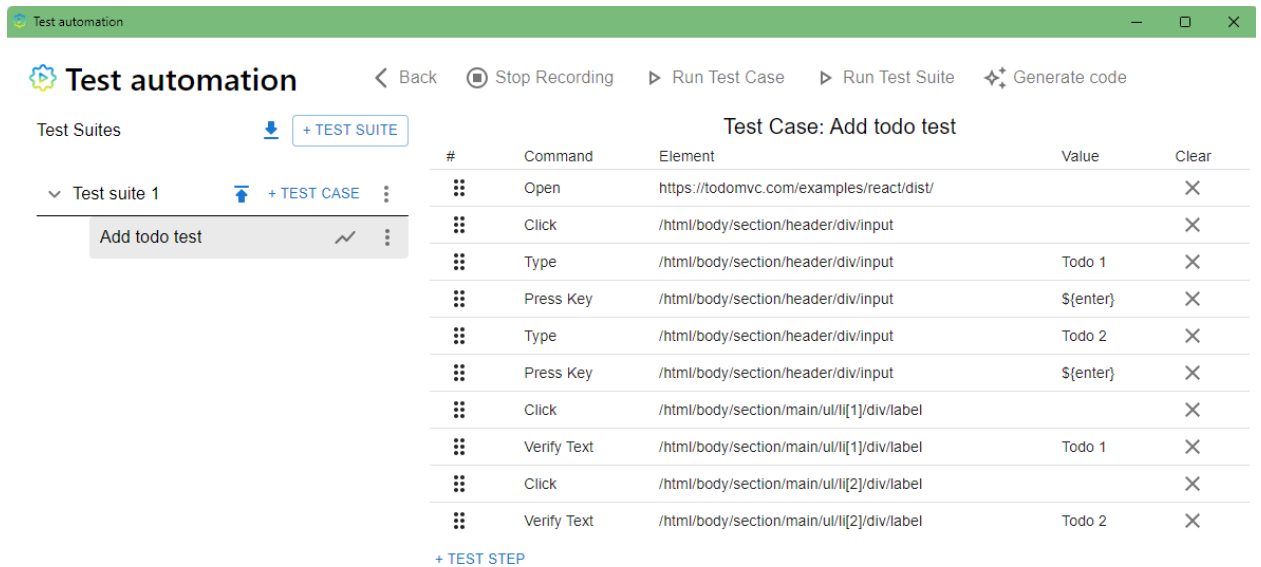 Test automation
Test automation
Back
Stop Recording
Run Test Case
Run Test Suite
Generate code
Test Suites
+ TEST SUITE
Test suite 1
+ TEST CASE
Add todo test
Test Case: Add todo test
# Command Element Value Clear
Open https://todomvc.com/examples/react/dist/
Click /html/body/section/header/div/input
Type /html/body/section/header/div/input Todo 1
Press Key /html/body/section/header/div/input ${enter}
Type /html/body/section/header/div/input Todo 2
Press Key /html/body/section/header/div/input ${enter}
Click /html/body/section/main/ul/li[1]/div/label
Verify Text /html/body/section/main/ul/li[1]/div/label Todo 1
Click /html/body/section/main/ul/li[2]/div/label
Verify Text /html/body/section/main/ul/li[2]/div/label Todo 2
+ TEST STEP